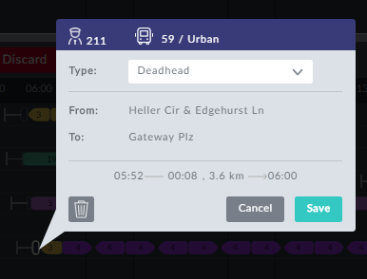 211 59 / Urban
Discard
Type: Deadhead
06:00
From: Heller Cir & Edgehurst Ln
To: Gateway Plz
05:52 00:08 , 3.6 km 06:00
Cancel Save